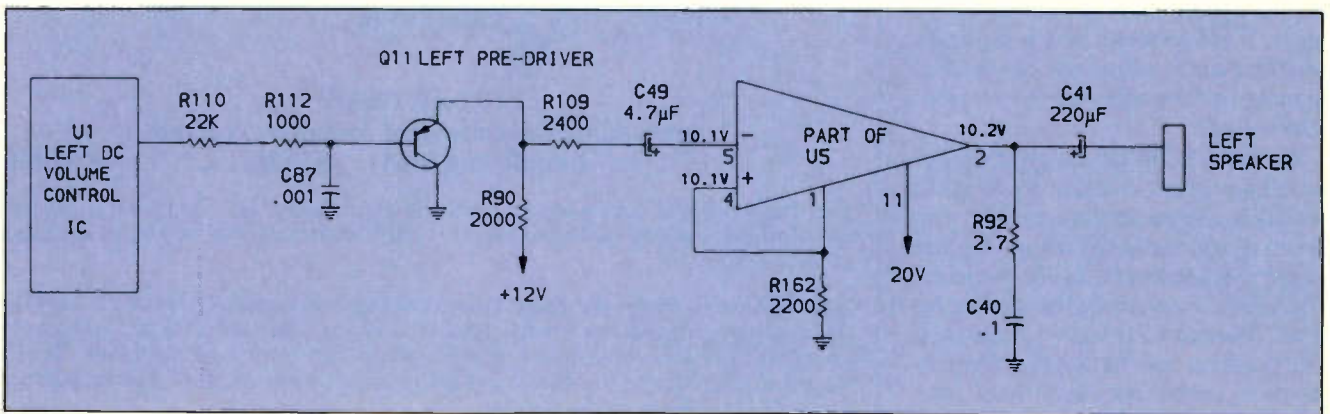 Q11 LEFT PRE-DRIVER
U1
LEFT DC
VOLUME
CONTROL
IC
R110
22K
R112
1000
C87
.001
R109
2400
R90
2000
+12V
C49
4.7µF
+
10.1V
5
−
10.1V
4
+
PART OF
U5
1
11
20V
R162
2200
10.2V
2
C41
220µF
+
R92
2.7
C40
.1
LEFT
SPEAKER